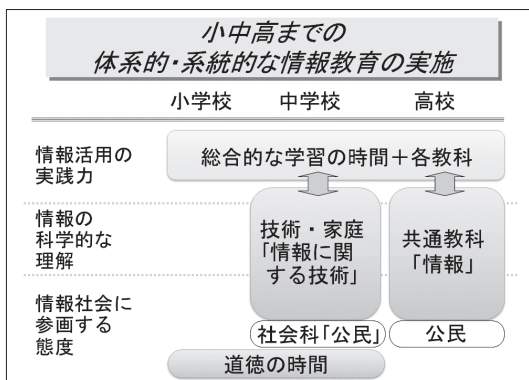 小中高までの
体系的・系統的な情報教育の実施
小学校 中学校 高校
情報活用の
実践力
総合的な学習の時間＋各教科
情報の
科学的な
理解
技術・家庭
「情報に関
する技術」
共通教科
「情報」
情報社会に
参画する
態度
社会科「公民」 公民
道徳の時間